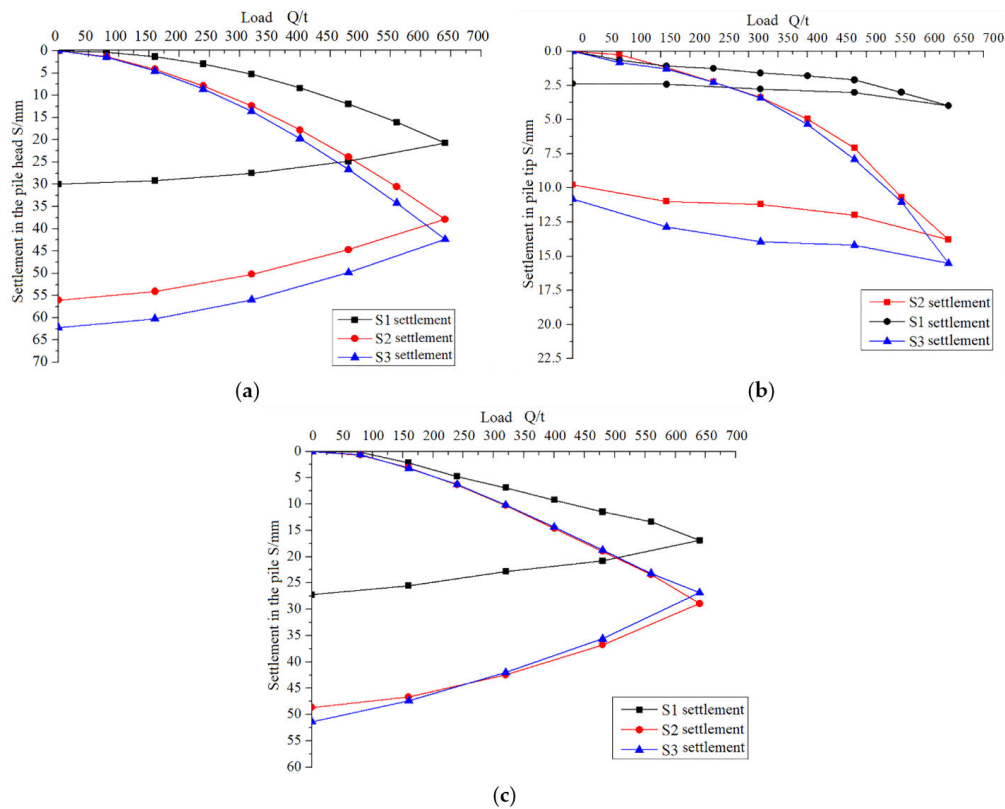 Load Q/t
0 50 100 150 200 250 300 350 400 450 500 550 600 650 700
Settlement in the pile head S/mm
0
5
10
15
20
25
30
35
40
45
50
55
60
65
70
S1 settlement
S2 settlement
S3 settlement
(a)
Load Q/t
0 50 100 150 200 250 300 350 400 450 500 550 600 650 700
Settlement in pile tip S/mm
0.0
2.5
5.0
7.5
10.0
12.5
15.0
17.5
20.0
22.5
S2 settlement
S1 settlement
S3 settlement
(b)
Load Q/t
0 50 100 150 200 250 300 350 400 450 500 550 600 650 700
Settlement in the pile S/mm
0
5
10
15
20
25
30
35
40
45
50
55
60
S1 settlement
S2 settlement
S3 settlement
(c)